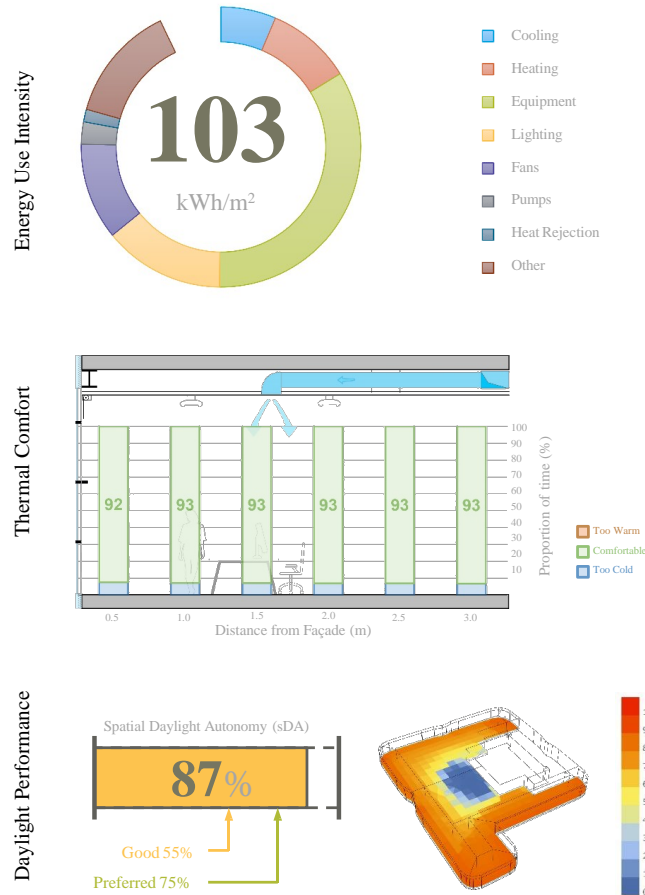 Energy Use Intensity
103
kWh/m²
Cooling
Heating
Equipment
Lighting
Fans
Pumps
Heat Rejection
Other
Thermal Comfort
92
93
93
93
93
93
100
90
80
70
60
50
40
30
20
10
Proportion of time (%)
0.5
1.0
1.5
2.0
2.5
3.0
Distance from Façade (m)
Too Warm
Comfortable
Too Cold
Daylight Performance
Spatial Daylight Autonomy (sDA)
87%
Good 55%
Preferred 75%